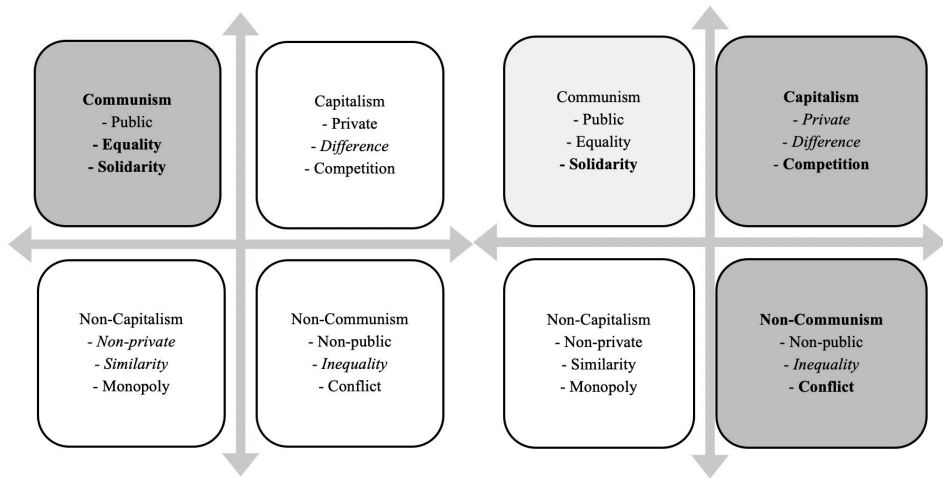 Communism
- Public
- Equality
- Solidarity
Capitalism
- Private
- Difference
- Competition
Non-Capitalism
- Non-private
- Similarity
- Monopoly
Non-Communism
- Non-public
- Inequality
- Conflict
Communism
- Public
- Equality
- Solidarity
Capitalism
- Private
- Difference
- Competition
Non-Capitalism
- Non-private
- Similarity
- Monopoly
Non-Communism
- Non-public
- Inequality
- Conflict